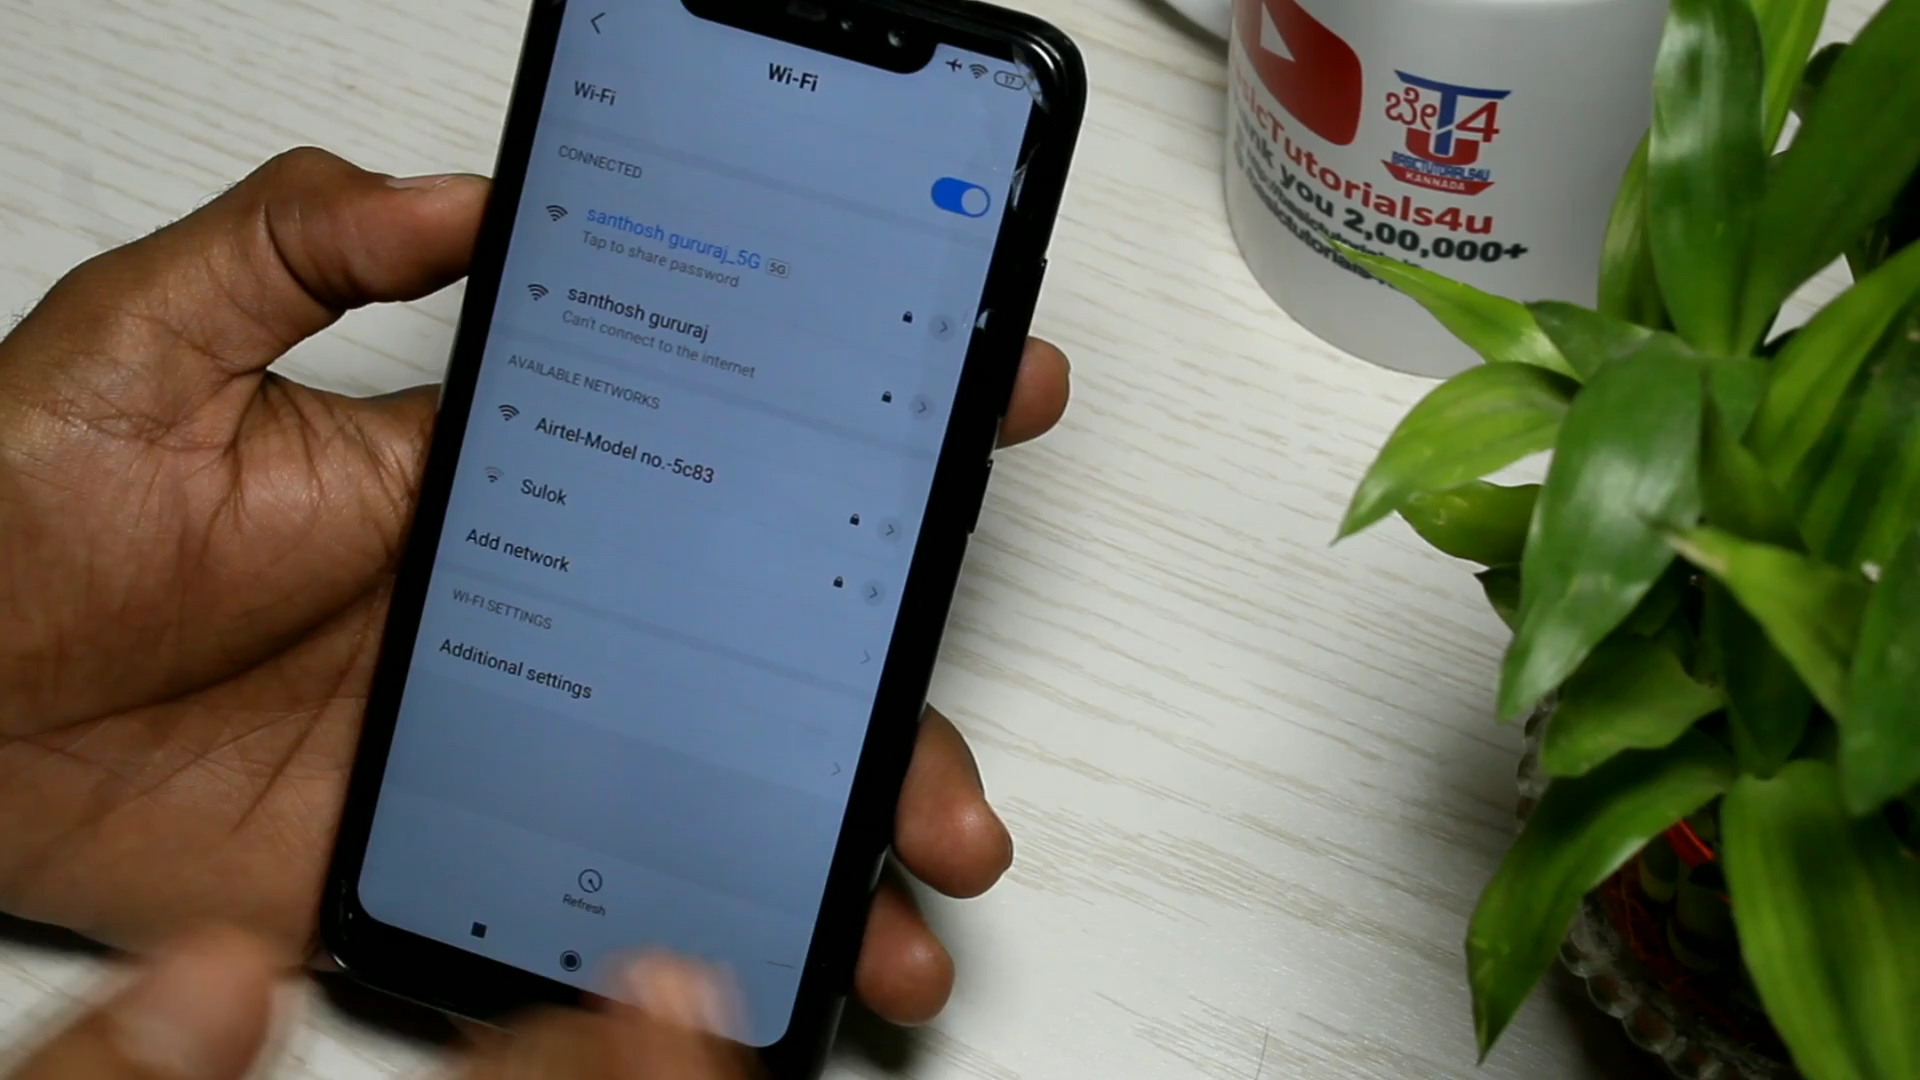 17
Wi-Fi
Wi-Fi
CONNECTED
santhosh gururaj_5G 5G
Tap to share password
santhosh gururaj
Can't connect to the internet
AVAILABLE NETWORKS
Airtel-Model no.-5c83
Sulok
Add network
WI-FI SETTINGS
Additional settings
Refresh
ಬೇ
T4
U
BASICTUTORIALS4U
KANNADA
Tutorials4u
you 2,00,000+